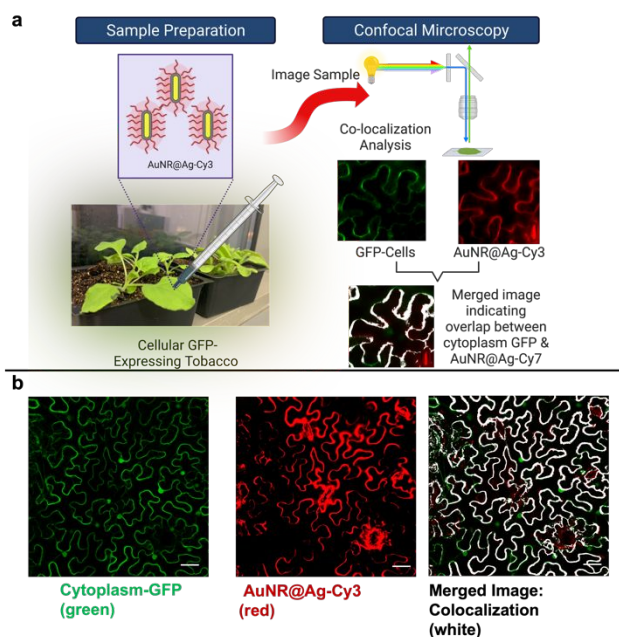 a
Sample Preparation
Confocal Mircroscopy
Image Sample
AuNR@Ag-Cy3
Co-localization
Analysis
GFP-Cells
AuNR@Ag-Cy3
Cellular GFP-
Expressing Tobacco
Merged image
indicating
overlap between
cytoplasm GFP &
AuNR@Ag-Cy7
b
Cytoplasm-GFP
(green)
AuNR@Ag-Cy3
(red)
Merged Image:
Colocalization
(white)